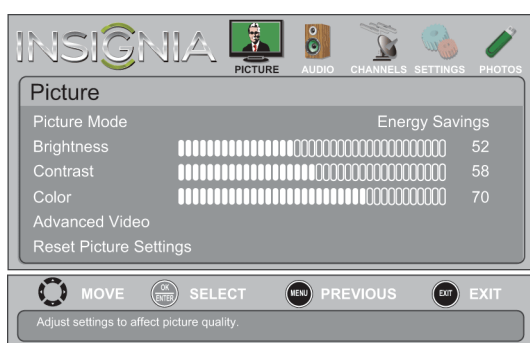 INSIGNIA
PICTURE AUDIO CHANNELS SETTINGS PHOTOS
Picture
Picture Mode Energy Savings
Brightness 52
Contrast 58
Color 70
Advanced Video
Reset Picture Settings
MOVE OK ENTER SELECT MENU PREVIOUS EXIT EXIT
Adjust settings to affect picture quality.